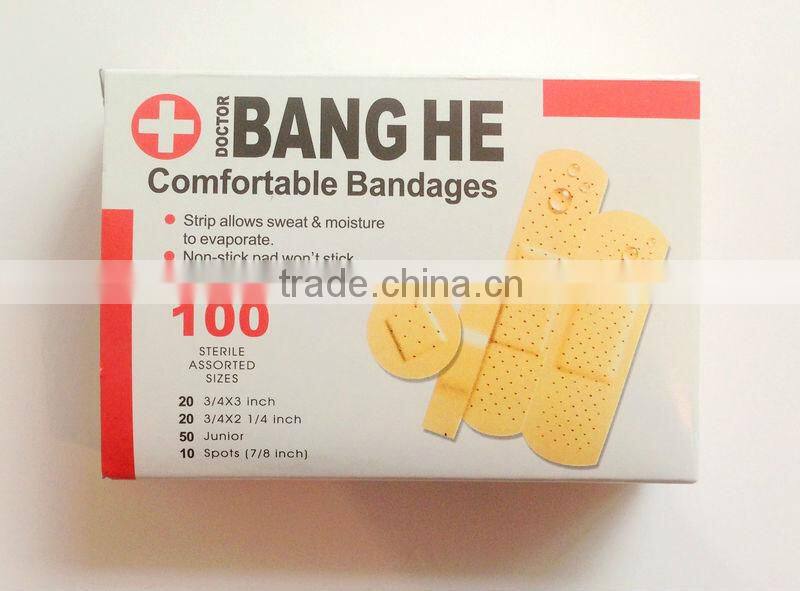 DOCTOR
BANG HE
Comfortable Bandages
Strip allows sweat & moisture
to evaporate.
Non-stick pad won't stick
trade.china.cn
100
STERILE
ASSORTED
SIZES
20 3/4X3 inch
20 3/4X2 1/4 inch
50 Junior
10 Spots (7/8 inch)